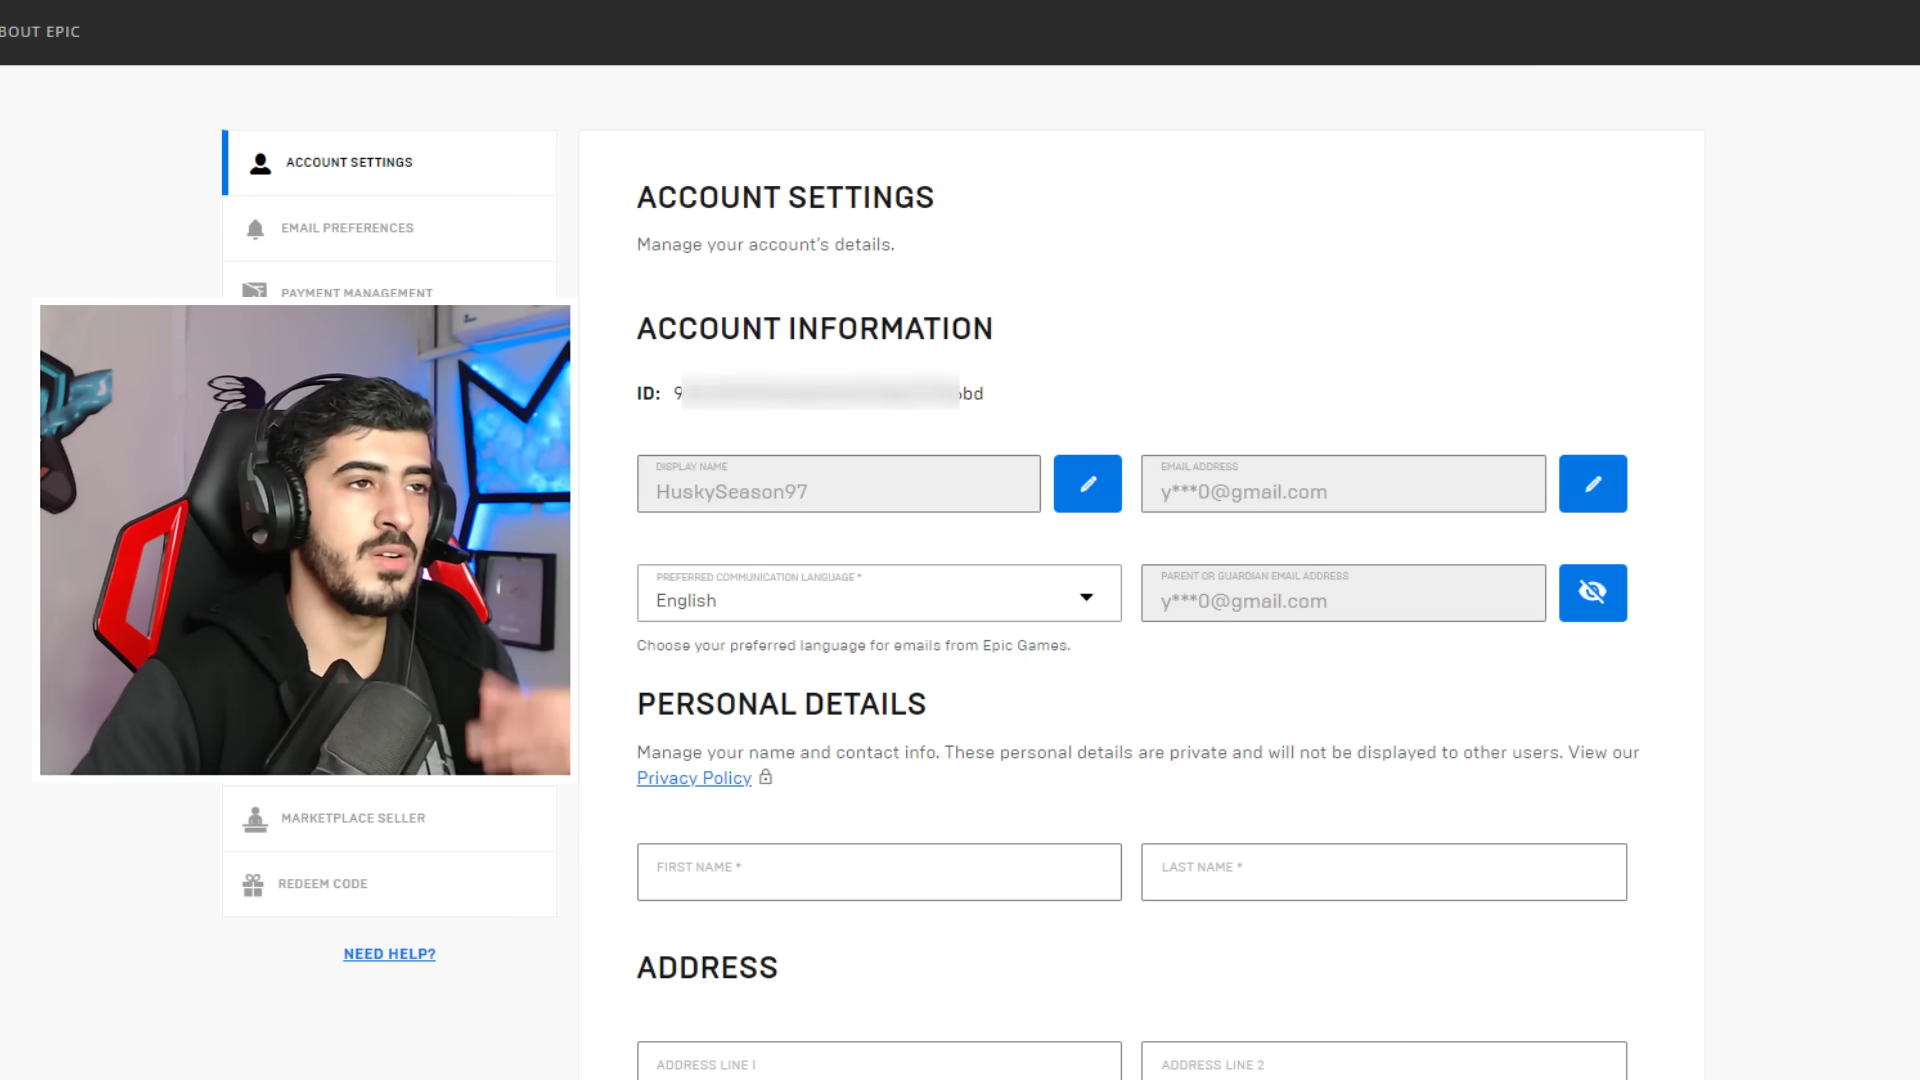 BOUT EPIC
ACCOUNT SETTINGS
EMAIL PREFERENCES
PAYMENT MANAGEMENT
MARKETPLACE SELLER
REDEEM CODE
NEED HELP?
ACCOUNT SETTINGS
Manage your account's details.
ACCOUNT INFORMATION
ID: 9 bd
DISPLAY NAME
HuskySeason97
EMAIL ADDRESS
y***0@gmail.com
PREFERRED COMMUNICATION LANGUAGE *
English
PARENT OR GUARDIAN EMAIL ADDRESS
y***0@gmail.com
Choose your preferred language for emails from Epic Games.
PERSONAL DETAILS
Manage your name and contact info. These personal details are private and will not be displayed to other users. View our
Privacy Policy
FIRST NAME *
LAST NAME *
ADDRESS
ADDRESS LINE 1
ADDRESS LINE 2